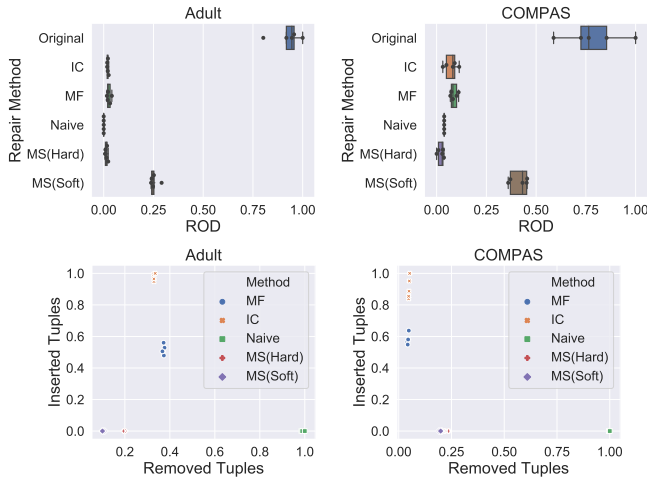 Adult
COMPAS
Repair Method
Original
IC
MF
Naive
MS(Hard)
MS(Soft)
0.00 0.25 0.50 0.75 1.00
ROD
Repair Method
Original
IC
MF
Naive
MS(Hard)
MS(Soft)
0.00 0.25 0.50 0.75 1.00
ROD
Adult
Inserted Tuples
1.0
0.8
0.6
0.4
0.2
0.0
Method
MF
IC
Naive
MS(Hard)
MS(Soft)
0.2 0.4 0.6 0.8 1.0
Removed Tuples
COMPAS
Inserted Tuples
1.0
0.8
0.6
0.4
0.2
0.0
Method
MF
IC
Naive
MS(Hard)
MS(Soft)
0.00 0.25 0.50 0.75 1.00
Removed Tuples